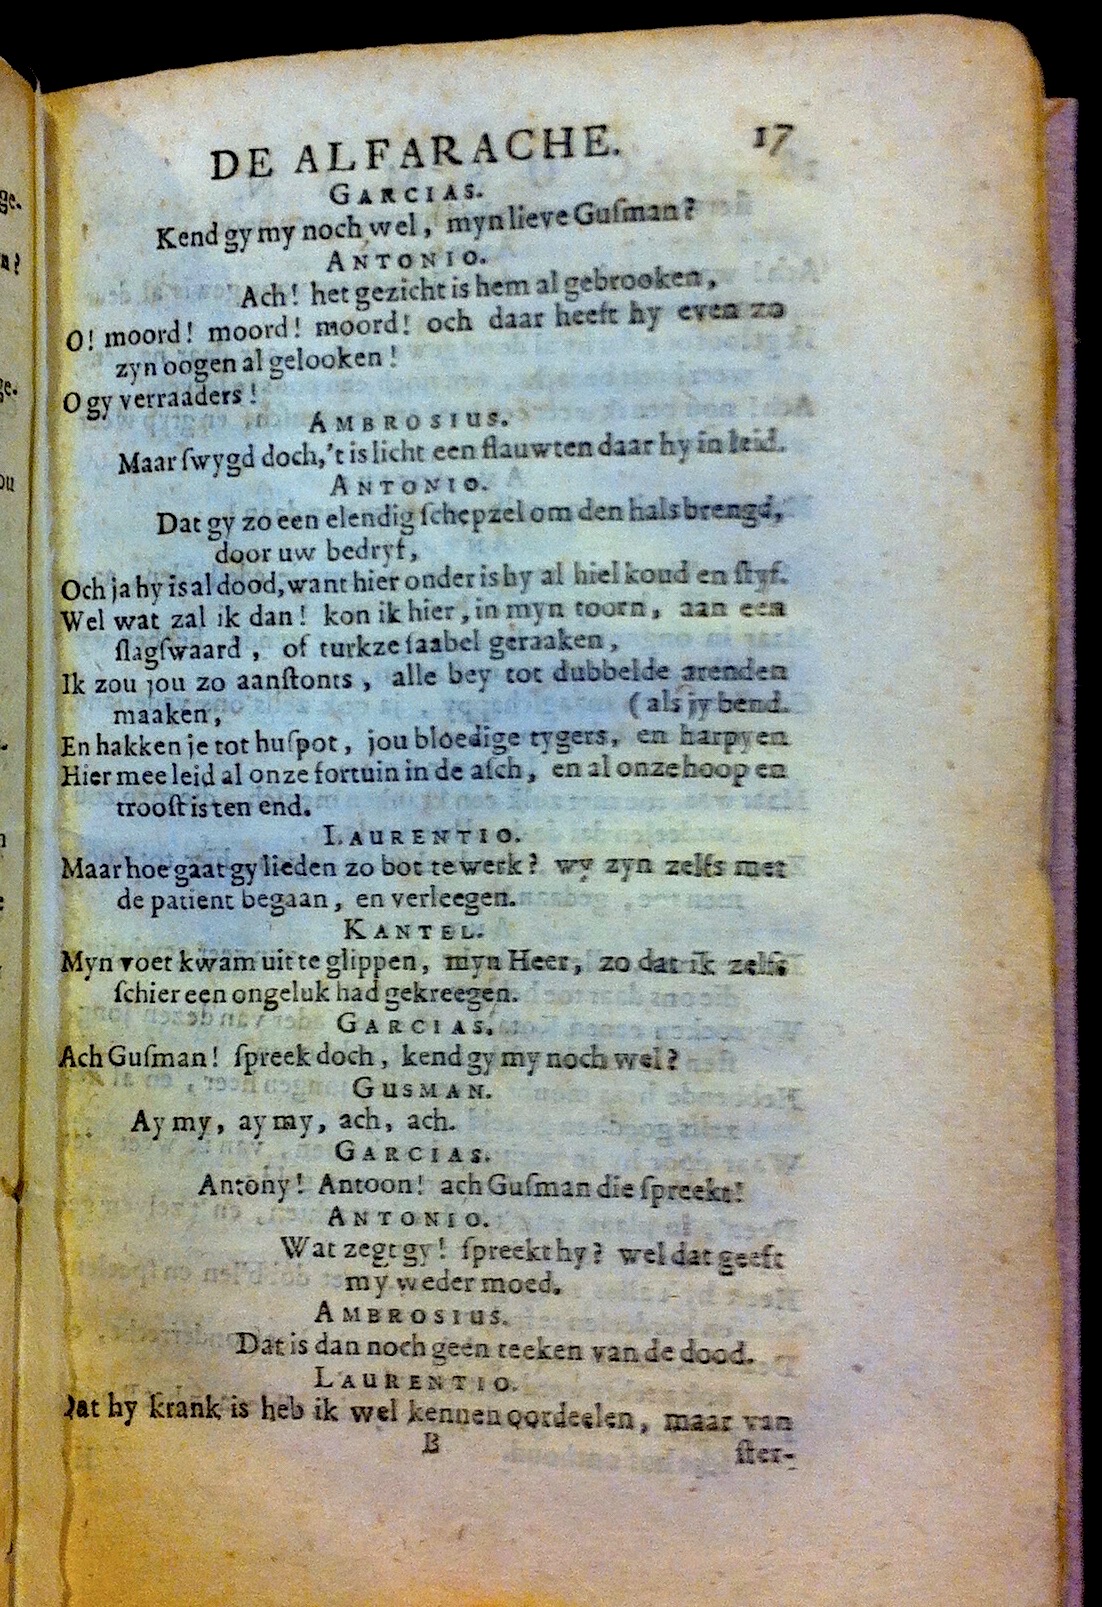 DE ALFARACHE. 17
GARCIAS.
Kend gy my noch wel, myn lieve Guſman?
ANTONIO.
Ach! het gezicht is hem al gebrooken,
O! moord! moord! moord! och daar heeft hy even zo
zyn oogen al gelooken!
O gy verraaders!
AMBROSIUS.
Maar ſwygd doch, 't is licht een flauwten daar hy in leid.
ANTONIO.
Dat gy zo een elendig ſchepzel om den hals brengd,
door uw bedryf,
Och ja hy is al dood, want hier onder is hy al hiel koud en ſtyf.
Wel wat zal ik dan! kon ik hier, in myn toorn, aan een
ſlagſwaard, of turkze ſaabel geraaken,
Ik zou jou zo aanſtonts, alle bey tot dubbelde arenden
maaken, (als jy bend.
En hakken je tot huſpot, jou bloedige tygers, en harpyen
Hier mee leid al onze fortuin in de aſch, en al onze hoop en
trooſt is ten end.
LAURENTIO.
Maar hoe gaat gy lieden zo bot te werk? wy zyn zelfs met
de patient begaan, en verleegen.
KANTEL.
Myn voet kwam uit te glippen, myn Heer, zo dat ik zelfs
ſchier een ongeluk had gekreegen.
GARCIAS.
Ach Guſman! ſpreek doch, kend gy my noch wel?
GUSMAN.
Ay my, ay my, ach, ach.
GARCIAS.
Antony! Antoon! ach Guſman die ſpreekt!
ANTONIO.
Wat zegt gy! ſpreekt hy? wel dat geeft
my weder moed.
AMBROSIUS.
Dat is dan noch geen teeken van de dood.
LAURENTIO.
Dat hy krank is heb ik wel kennen oordeelen, maar van
B ſter-